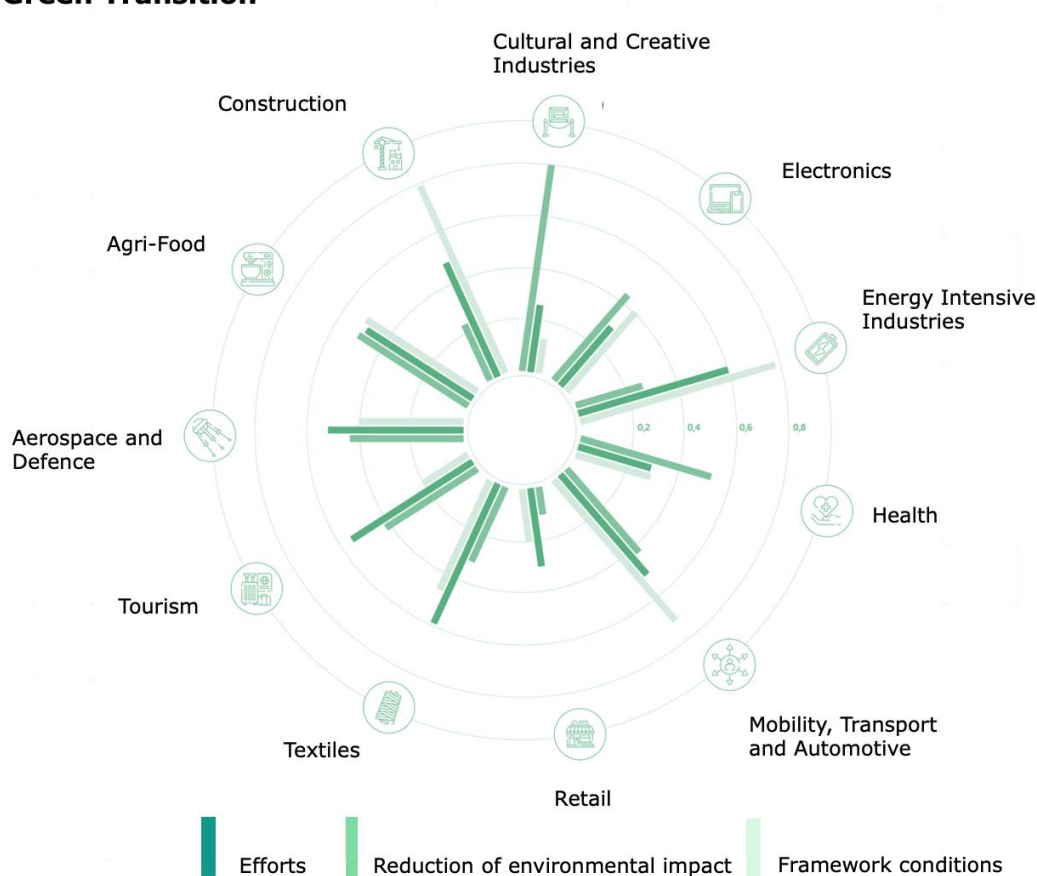 Green Transition
Cultural and Creative
Industries
Construction
Electronics
Agri-Food
Energy Intensive
Industries
0,2 0,4 0,6 0,8
Aerospace and
Defence
Health
Tourism
Mobility, Transport
and Automotive
Textiles
Retail
Efforts
Reduction of environmental impact
Framework conditions